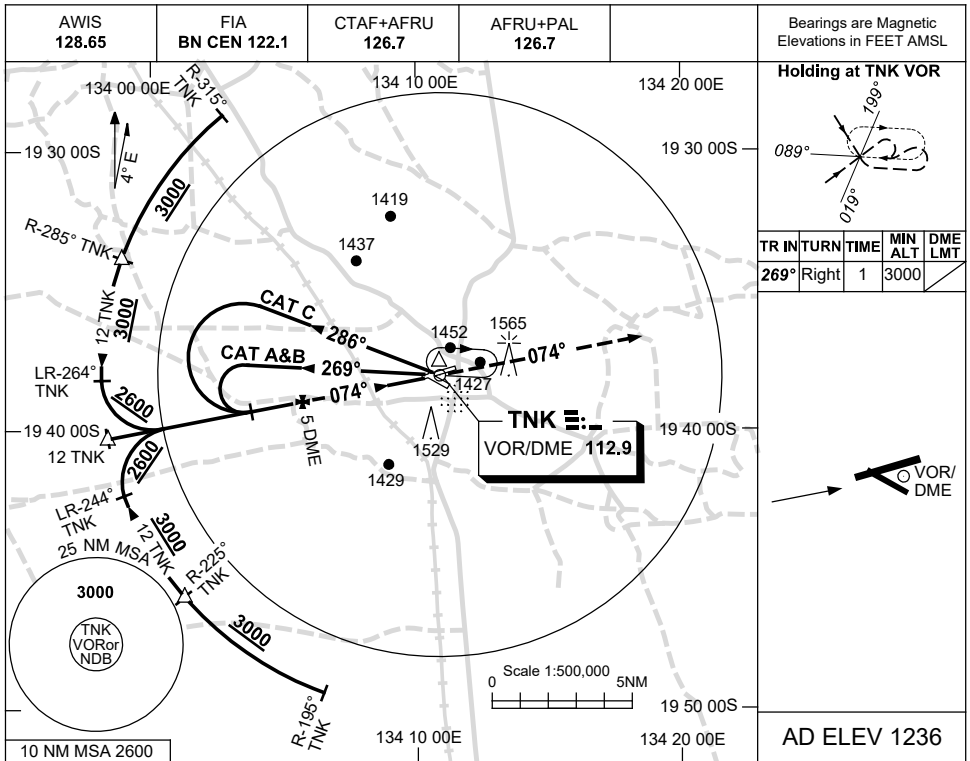 AWIS
128.65
FIA
BN CEN 122.1
CTAF+AFRU
126.7
AFRU+PAL
126.7
Bearings are Magnetic
Elevations in FEET AMSL
134 00 00E
134 10 00E
134 20 00E
R-315°
TNK
4° E
19 30 00S
19 30 00S
3000
1419
R-285° TNK
1437
12 TNK
3000
CAT C
286°
1452
1565
CAT A&B
269°
074°
074°
1427
LR-264°
TNK
2600
5 DME
TNK
VOR/DME 112.9
19 40 00S
19 40 00S
12 TNK
2600
1529
1429
LR-244°
TNK
12 TNK
3000
R-225°
TNK
25 NM MSA
3000
TNK
VORor
NDB
3000
Scale 1:500,000
0
5NM
R-195°
TNK
19 50 00S
10 NM MSA 2600
134 10 00E
134 20 00E
Holding at TNK VOR
199°
089°
019°
TR IN
TURN
TIME
MIN
ALT
DME
LMT
269°
Right
1
3000
VOR/
DME
AD ELEV 1236